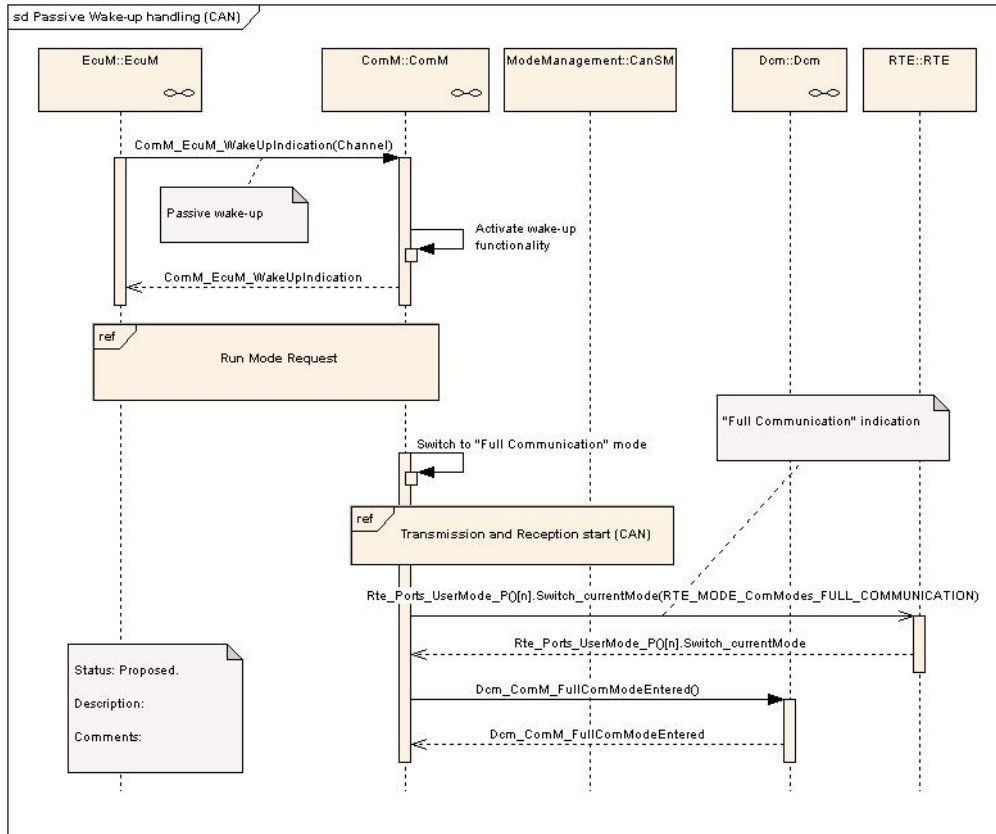 sd Passive Wake-up handling (CAN)
EcuM::EcuM
ComM::ComM
ModeManagement::CanSM
Dcm::Dcm
RTE::RTE
ComM_EcuM_WakeUpIndication(Channel)
Passive wake-up
Activate wake-up
functionality
ComM_EcuM_WakeUpIndication
ref
Run Mode Request
"Full Communication" indication
Switch to "Full Communication" mode
ref
Transmission and Reception start (CAN)
Rte_Ports_UserMode_P()[n].Switch_currentMode(RTE_MODE_ComModes_FULL_COMMUNICATION)
Rte_Ports_UserMode_P()[n].Switch_currentMode
Status: Proposed.
Description:
Comments:
Dcm_ComM_FullComModeEntered()
Dcm_ComM_FullComModeEntered